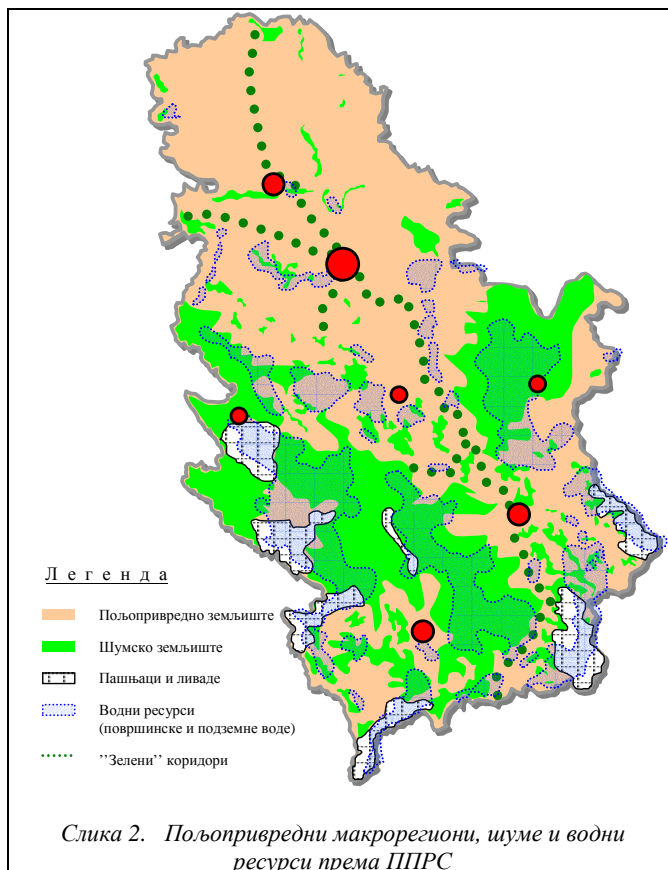 Л е г е н д а
Пољопривредно земљиште
Шумско земљиште
Пашњаци и ливаде
Водни ресурси
(површинске и подземне воде)
’’Зелени’’ коридори
Слика 2. Пољопривредни макрорегиони, шуме и водни
ресурси према ППРС